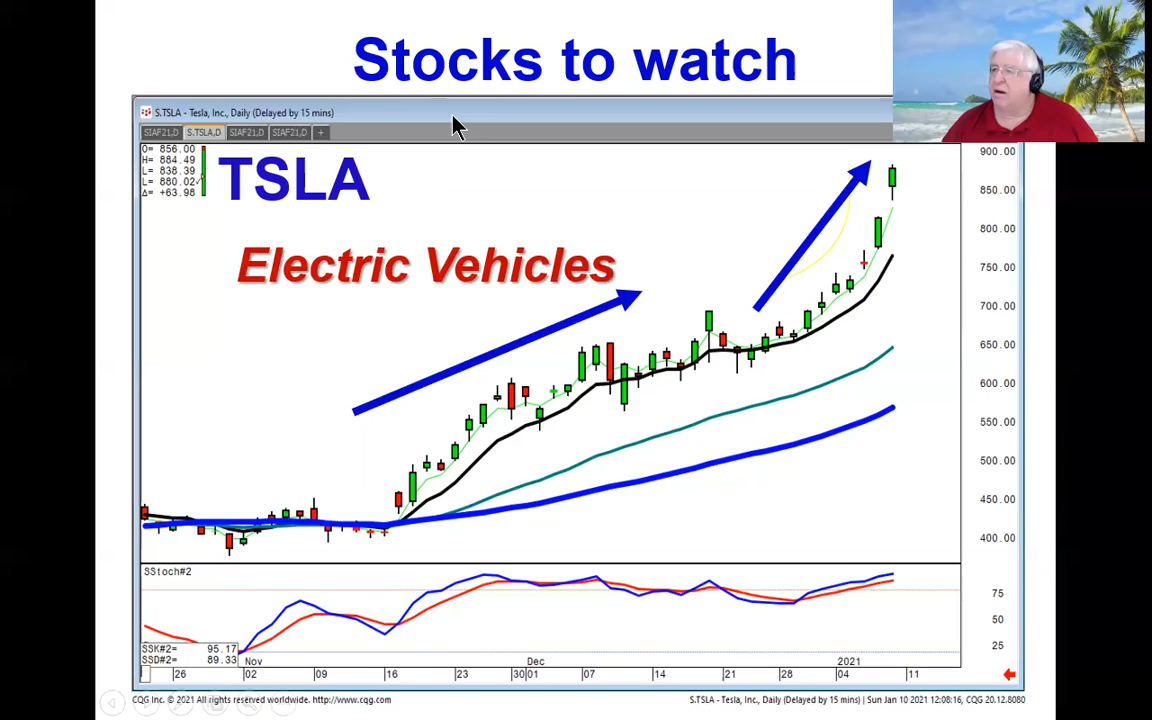 Stocks to watch
S.TSLA - Tesla, Inc., Daily (Delayed by 15 mins)
SIAF21,D S.TSLA,D SIAF21,D SIAF21,D +
O= 856.00
H= 884.49
L= 838.39
L= 880.02
Δ= +63.98
TSLA
Electric Vehicles
900.00
850.00
800.00
750.00
700.00
650.00
600.00
550.00
500.00
450.00
400.00
SStoch#2
75
50
25
SSK#2= 95.17
SSD#2= 89.33
Nov Dec 2021
26 02 09 16 23 30 01 07 14 21 28 04 11
CQG Inc. © 2021 All rights reserved worldwide. http://www.cqg.com
S.TSLA - Tesla, Inc., Daily (Delayed by 15 mins) | Sun Jan 10 2021 12:08:16, CQG 20.12.8080